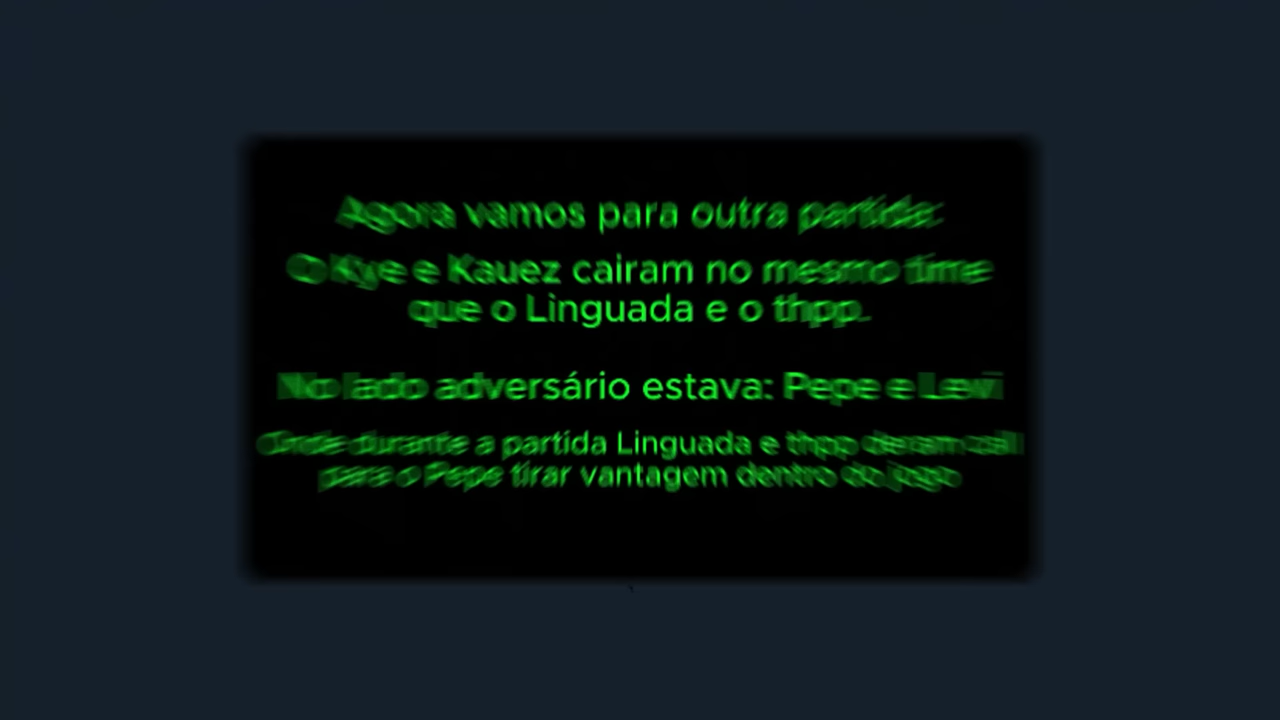 Agora vamos para outra partida:
O Kye e Kauez cairam no mesmo time
que o Linguada e o thpp.
No lado adversário estava: Pepe e Lewi
Onde durante a partida Linguada e thpp deram call
para o Pepe tirar vantagem dentro do jogo